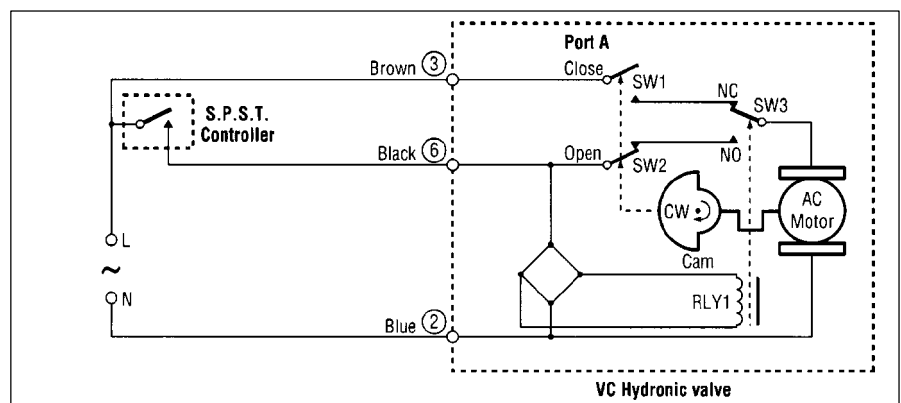 Port A
Brown 3
Close
SW1
NC
SW3
S.P.S.T.
Controller
Black 6
Open
SW2
NO
CW
AC
Motor
Cam
L
~
N
RLY1
Blue 2
VC Hydronic valve